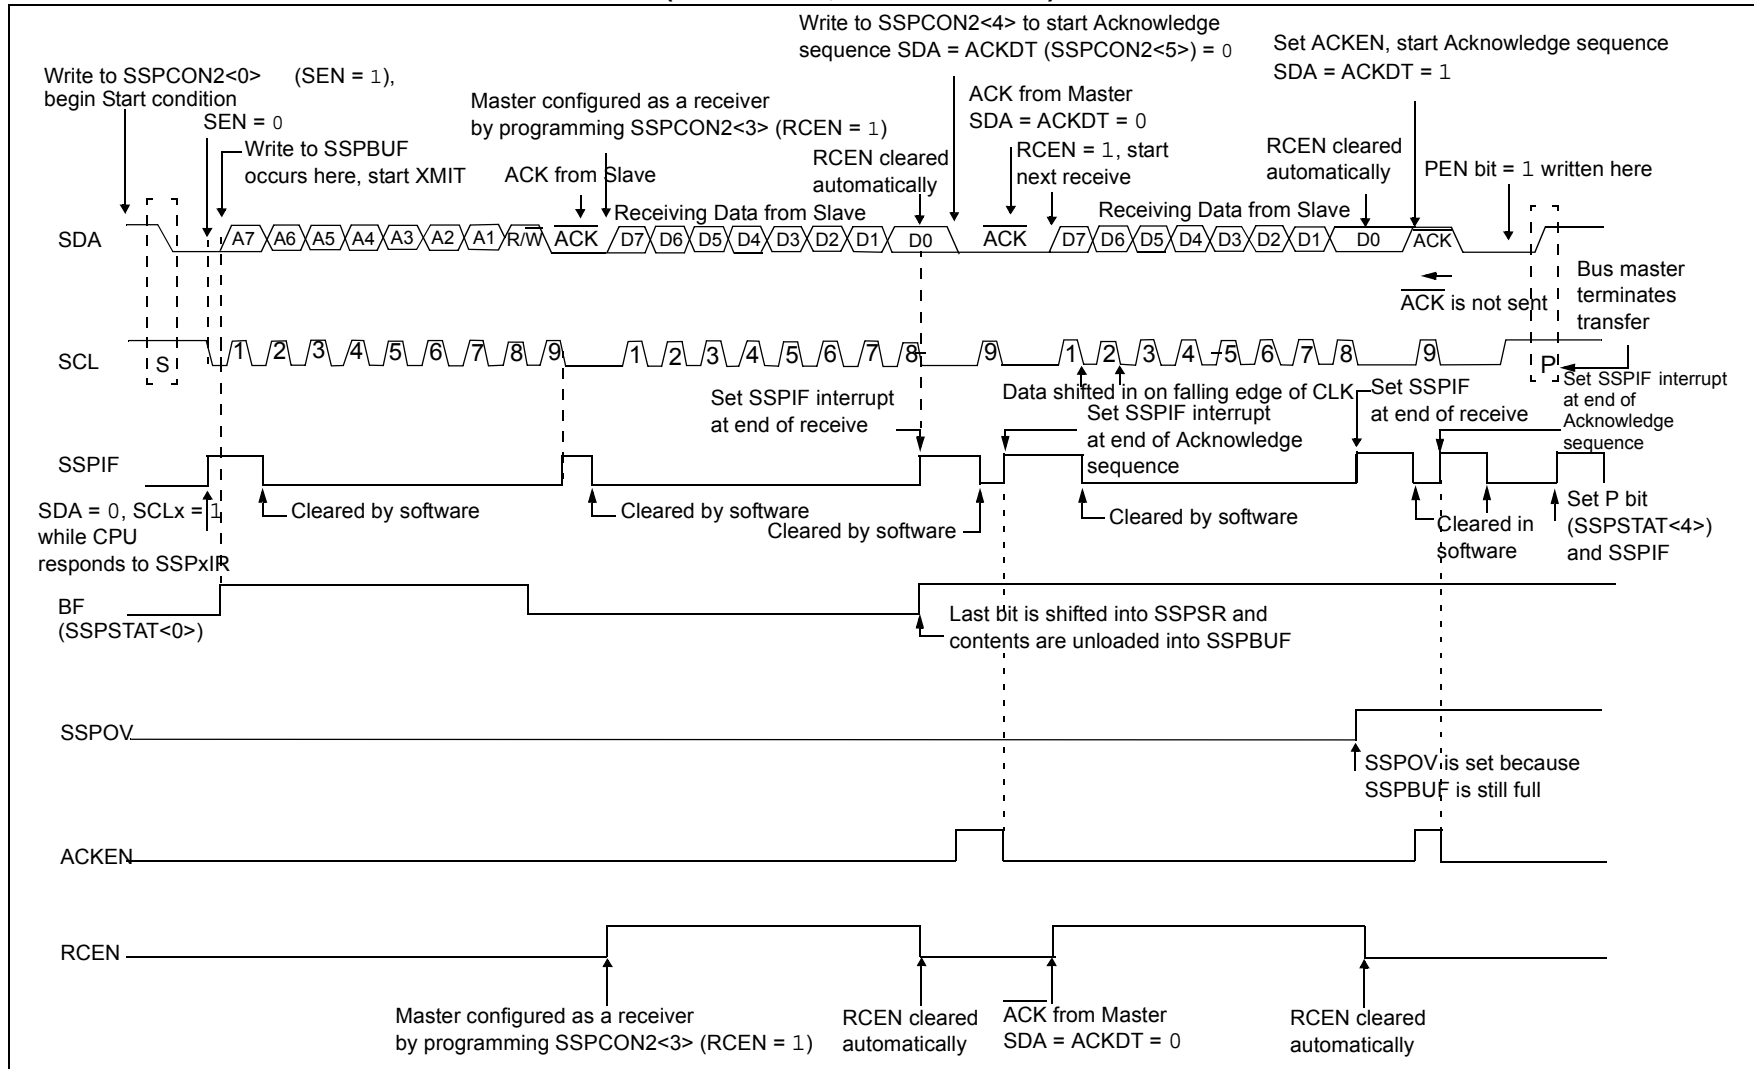 Write to SSPCON2<4> to start Acknowledge
sequence SDA = ACKDT (SSPCON2<5>) = 0
Set ACKEN, start Acknowledge sequence
SDA = ACKDT = 1
Write to SSPCON2<0> (SEN = 1),
begin Start condition
Master configured as a receiver
by programming SSPCON2<3> (RCEN = 1)
ACK from Master
SDA = ACKDT = 0
SEN = 0
Write to SSPBUF
occurs here, start XMIT
ACK from Slave
RCEN cleared
automatically
RCEN = 1, start
next receive
RCEN cleared
automatically
PEN bit = 1 written here
Receiving Data from Slave
Receiving Data from Slave
SDA A7 A6 A5 A4 A3 A2 A1 R/W ACK D7 D6 D5 D4 D3 D2 D1 D0 ACK D7 D6 D5 D4 D3 D2 D1 D0 ACK
ACK is not sent
Bus master
terminates
transfer
SCL S 1 2 3 4 5 6 7 8 9 1 2 3 4 5 6 7 8 9 1 2 3 4 5 6 7 8 9 P
Data shifted in on falling edge of CLK
Set SSPIF interrupt
at end of receive
Set SSPIF interrupt
at end of Acknowledge
sequence
Set SSPIF
at end of receive
Set SSPIF interrupt
at end of
Acknowledge
sequence
SSPIF
SDA = 0, SCLx = 1
while CPU
responds to SSPxIR
Cleared by software
Cleared by software
Cleared by software
Cleared by software
Cleared in
software
Set P bit
(SSPSTAT<4>)
and SSPIF
BF
(SSPSTAT<0>)
Last bit is shifted into SSPSR and
contents are unloaded into SSPBUF
SSPOV
SSPOV is set because
SSPBUF is still full
ACKEN
RCEN
Master configured as a receiver
by programming SSPCON2<3> (RCEN = 1)
RCEN cleared
automatically
ACK from Master
SDA = ACKDT = 0
RCEN cleared
automatically